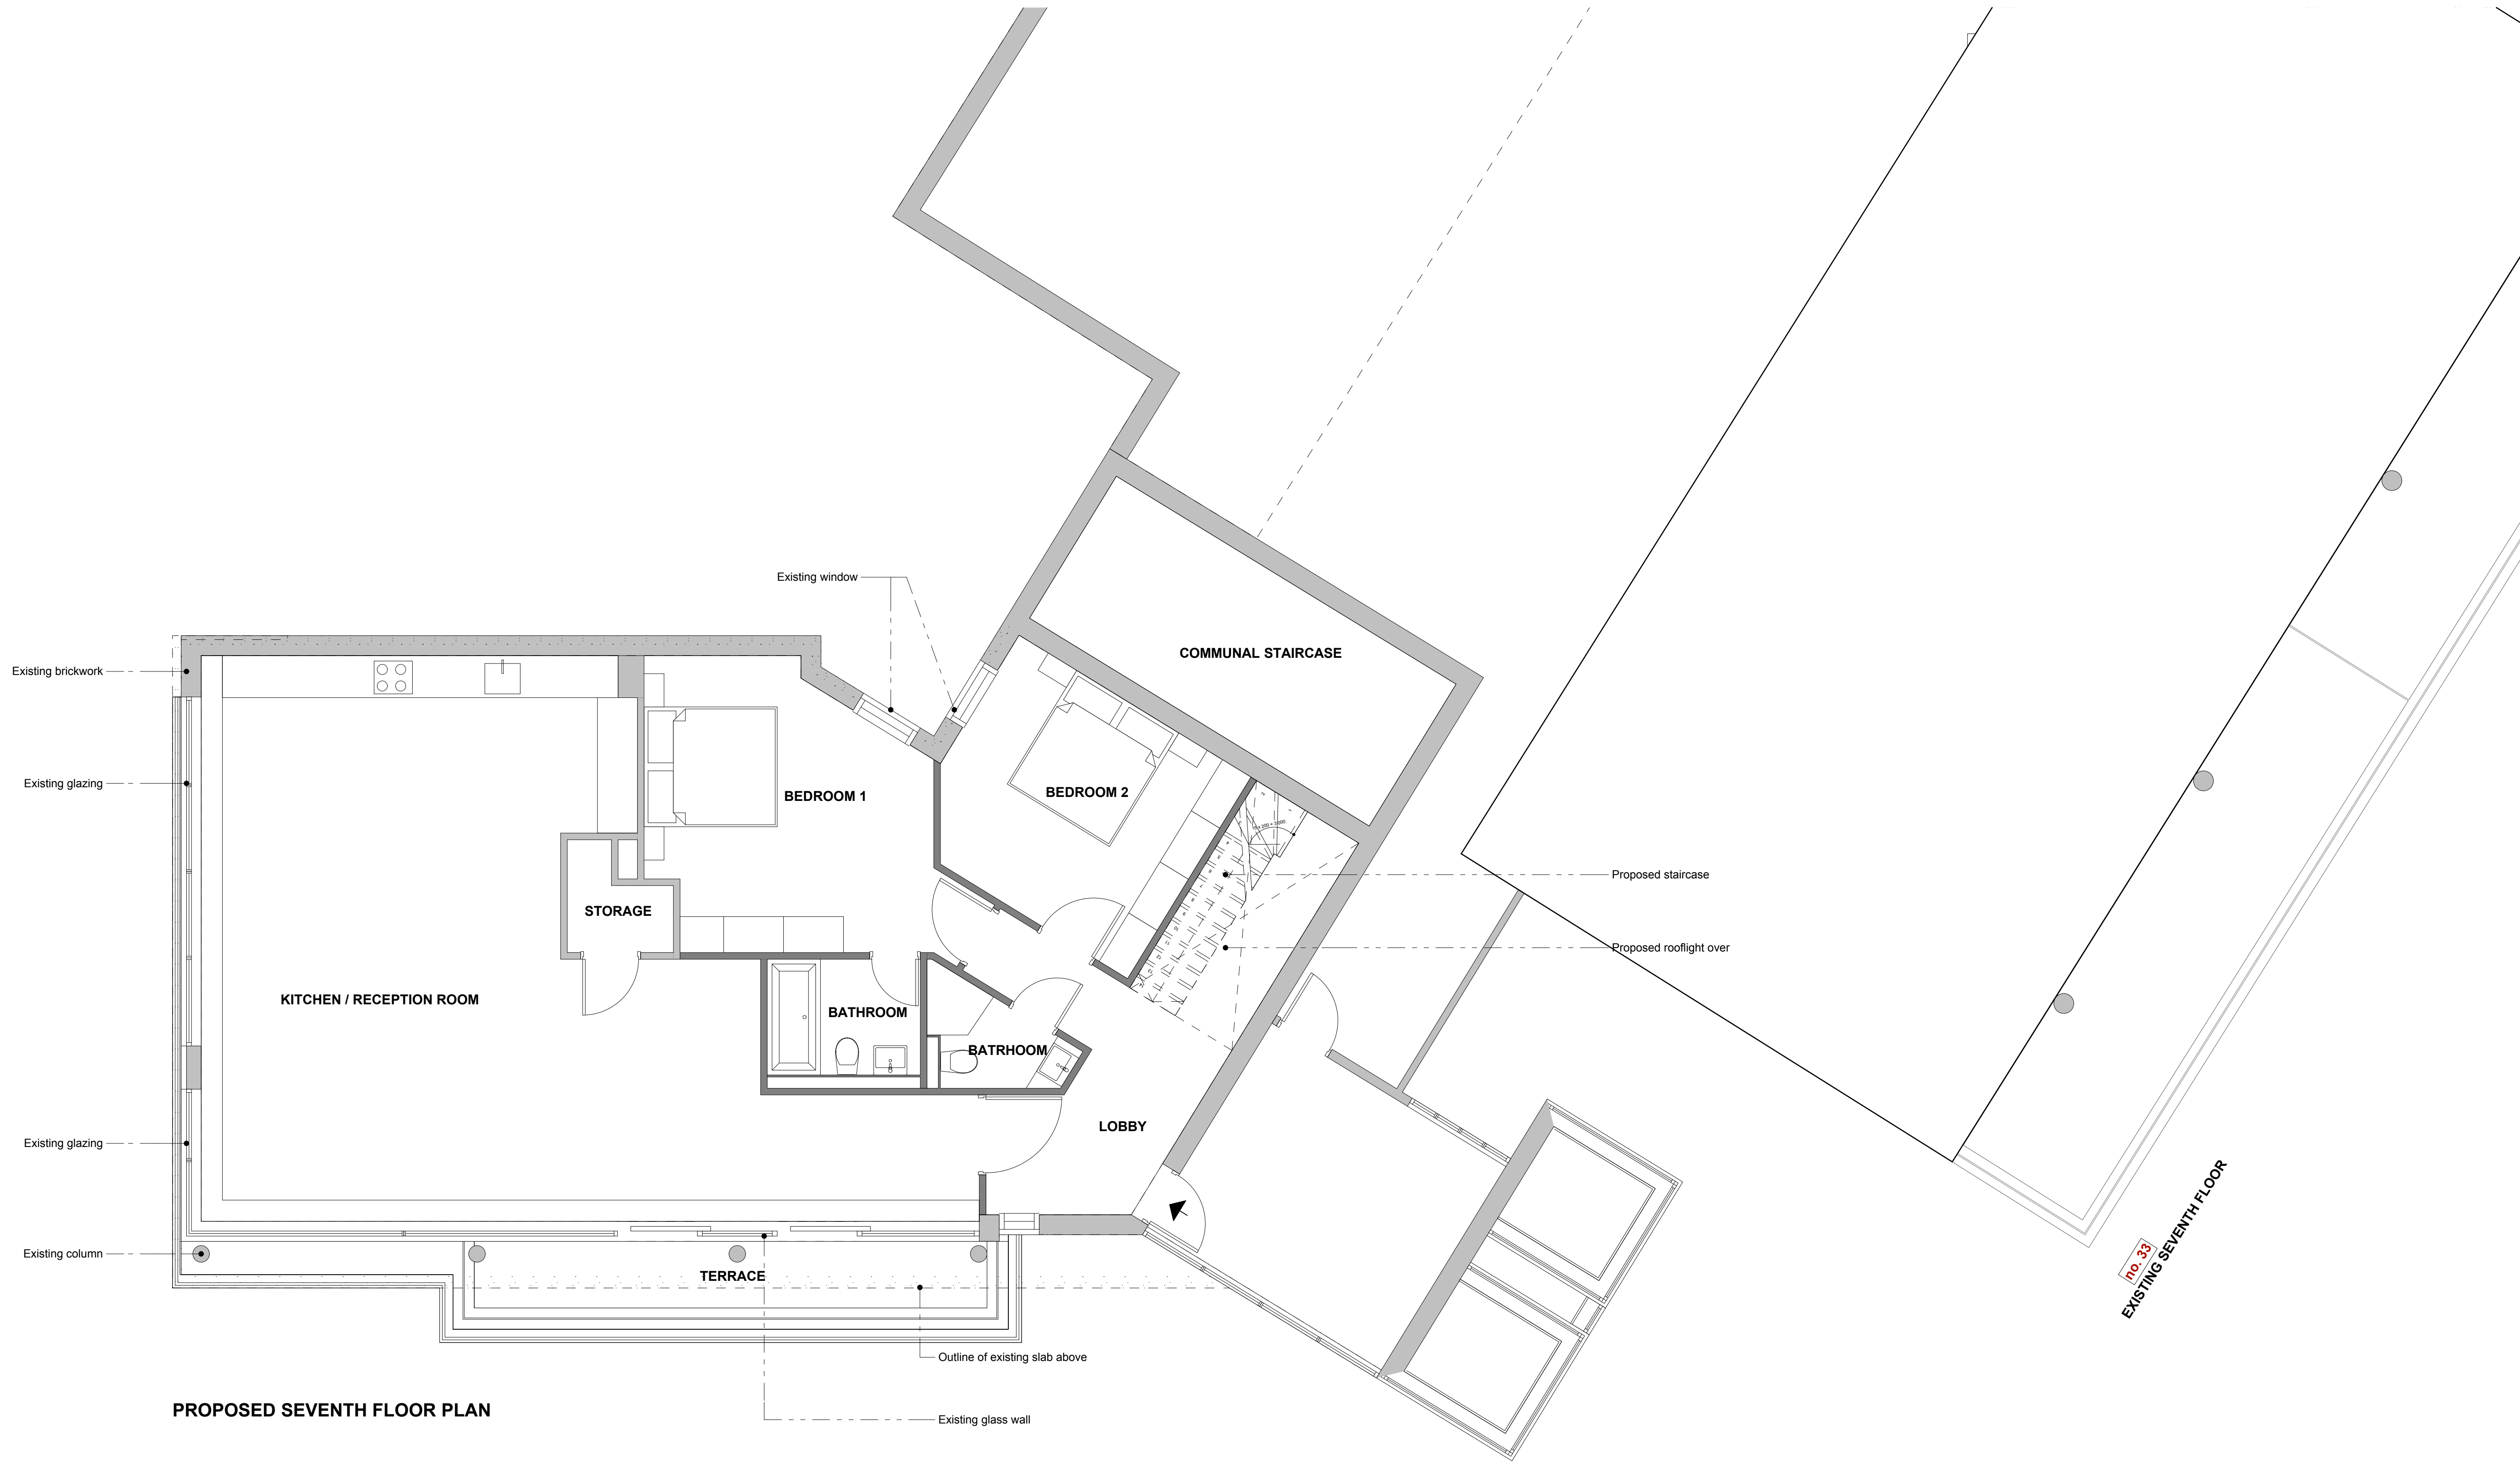 Existing window
COMMUNAL STAIRCASE
Existing brickwork
Existing glazing
BEDROOM 1
BEDROOM 2
Proposed staircase
STORAGE
Proposed rooflight over
KITCHEN / RECEPTION ROOM
BATHROOM
BATRHOOM
LOBBY
Existing glazing
Existing column
TERRACE
no. 33
EXISTING SEVENTH FLOOR
Outline of existing slab above
PROPOSED SEVENTH FLOOR PLAN
Existing glass wall